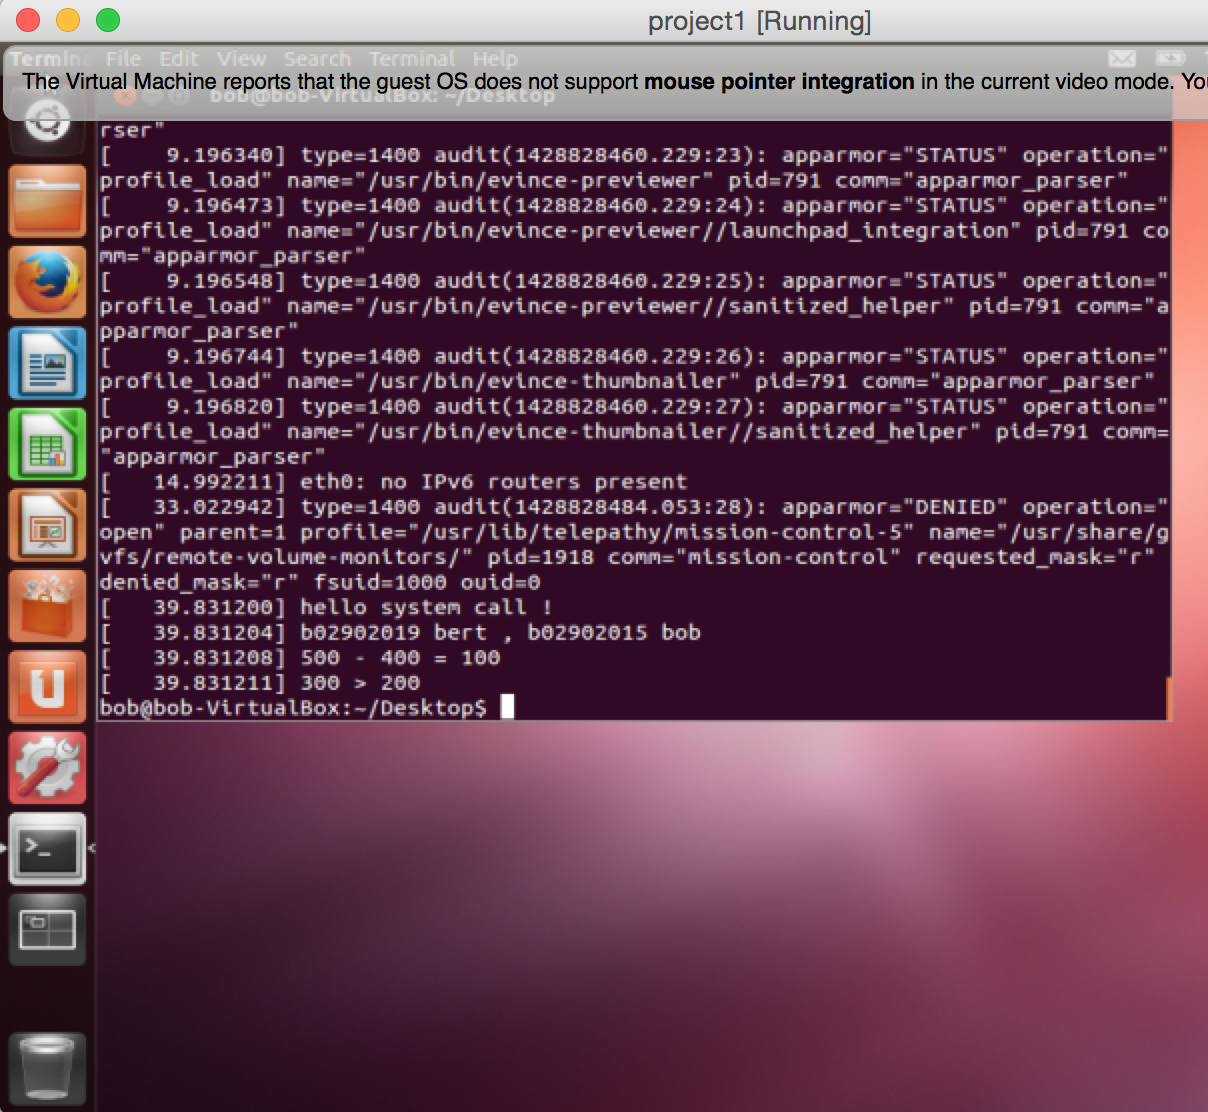 project1 [Running]
Terminal File Edit View Search Terminal Help
The Virtual Machine reports that the guest OS does not support mouse pointer integration in the current video mode. You
bob@bob-VirtualBox: ~/Desktop
rser"
[    9.196340] type=1400 audit(1428828460.229:23): apparmor="STATUS" operation="
profile_load" name="/usr/bin/evince-previewer" pid=791 comm="apparmor_parser"
[    9.196473] type=1400 audit(1428828460.229:24): apparmor="STATUS" operation="
profile_load" name="/usr/bin/evince-previewer//launchpad_integration" pid=791 co
mm="apparmor_parser"
[    9.196548] type=1400 audit(1428828460.229:25): apparmor="STATUS" operation="
profile_load" name="/usr/bin/evince-previewer//sanitized_helper" pid=791 comm="a
pparmor_parser"
[    9.196744] type=1400 audit(1428828460.229:26): apparmor="STATUS" operation="
profile_load" name="/usr/bin/evince-thumbnailer" pid=791 comm="apparmor_parser"
[    9.196820] type=1400 audit(1428828460.229:27): apparmor="STATUS" operation="
profile_load" name="/usr/bin/evince-thumbnailer//sanitized_helper" pid=791 comm=
"apparmor_parser"
[   14.992211] eth0: no IPv6 routers present
[   33.022942] type=1400 audit(1428828484.053:28): apparmor="DENIED" operation="
open" parent=1 profile="/usr/lib/telepathy/mission-control-5" name="/usr/share/g
vfs/remote-volume-monitors/" pid=1918 comm="mission-control" requested_mask="r"
denied_mask="r" fsuid=1000 ouid=0
[   39.831200] hello system call !
[   39.831204] b02902019 bert , b02902015 bob
[   39.831208] 500 - 400 = 100
[   39.831211] 300 > 200
bob@bob-VirtualBox:~/Desktop$